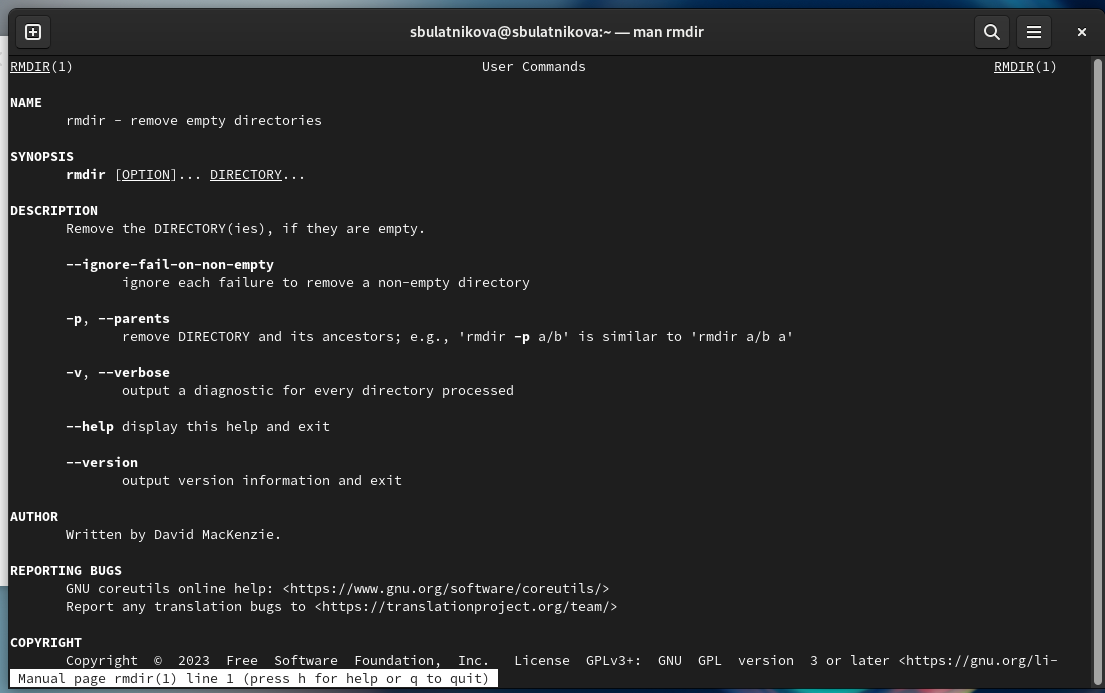 sbulatnikova@sbulatnikova:~ — man rmdir
RMDIR(1) User Commands RMDIR(1)
NAME
rmdir - remove empty directories
SYNOPSIS
rmdir [OPTION]... DIRECTORY...
DESCRIPTION
Remove the DIRECTORY(ies), if they are empty.
--ignore-fail-on-non-empty
ignore each failure to remove a non-empty directory
-p, --parents
remove DIRECTORY and its ancestors; e.g., 'rmdir -p a/b' is similar to 'rmdir a/b a'
-v, --verbose
output a diagnostic for every directory processed
--help display this help and exit
--version
output version information and exit
AUTHOR
Written by David MacKenzie.
REPORTING BUGS
GNU coreutils online help: <https://www.gnu.org/software/coreutils/>
Report any translation bugs to <https://translationproject.org/team/>
COPYRIGHT
Copyright © 2023 Free Software Foundation, Inc. License GPLv3+: GNU GPL version 3 or later <https://gnu.org/li-
Manual page rmdir(1) line 1 (press h for help or q to quit)